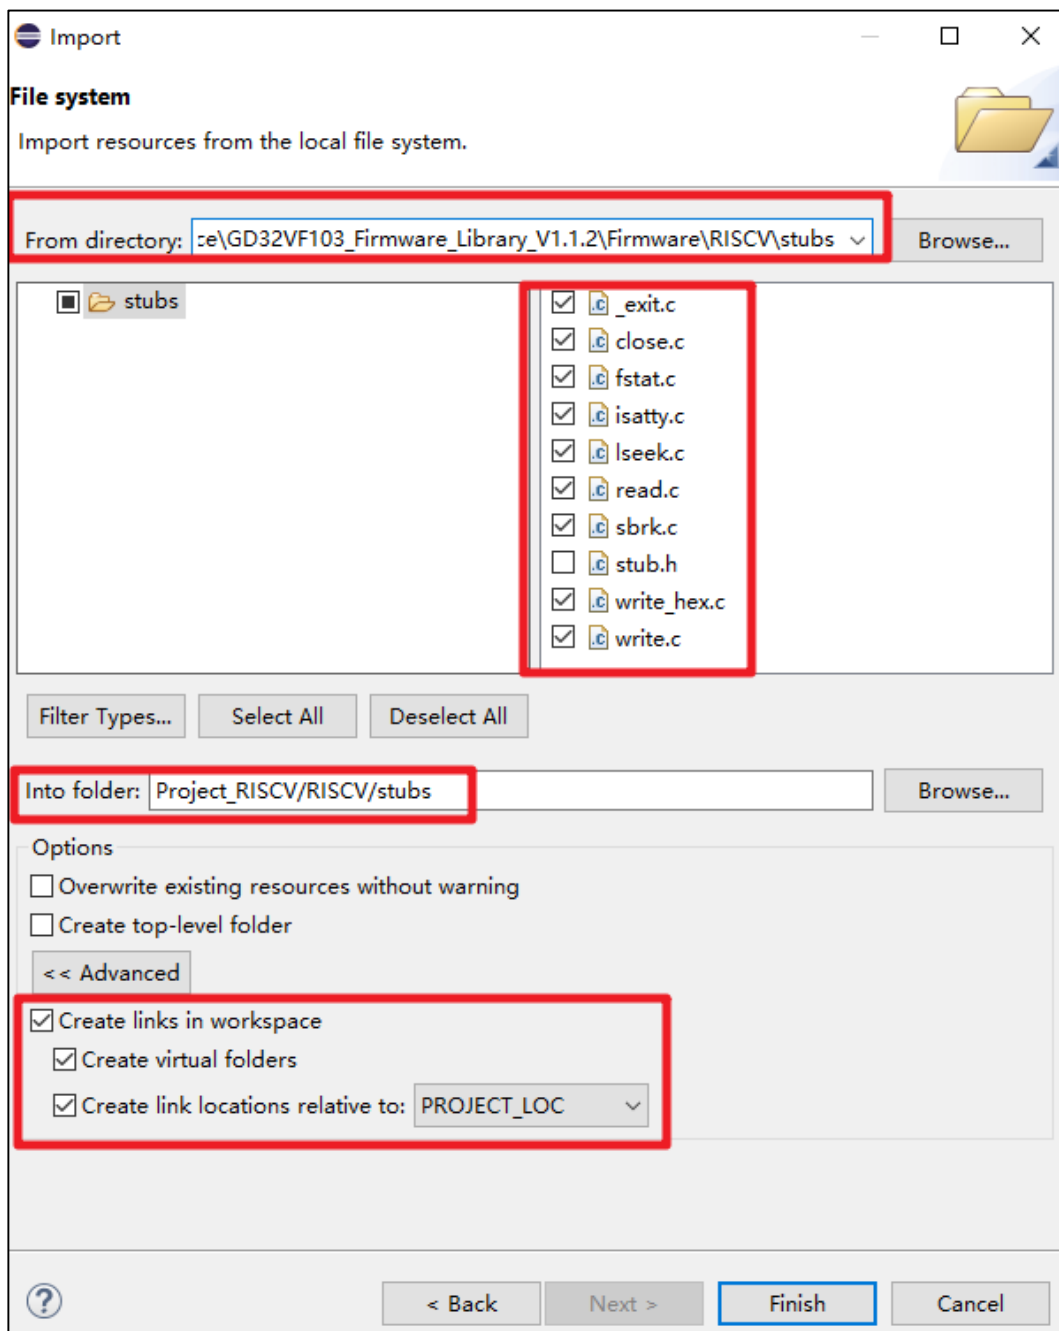 Import
File system
Import resources from the local file system.
From directory: :e\GD32VF103_Firmware_Library_V1.1.2\Firmware\RISCV\stubs Browse...
stubs
_exit.c
close.c
fstat.c
isatty.c
lseek.c
read.c
sbrk.c
stub.h
write_hex.c
write.c
Filter Types... Select All Deselect All
Into folder: Project_RISCV/RISCV/stubs Browse...
Options
Overwrite existing resources without warning
Create top-level folder
<< Advanced
Create links in workspace
Create virtual folders
Create link locations relative to: PROJECT_LOC
< Back Next > Finish Cancel